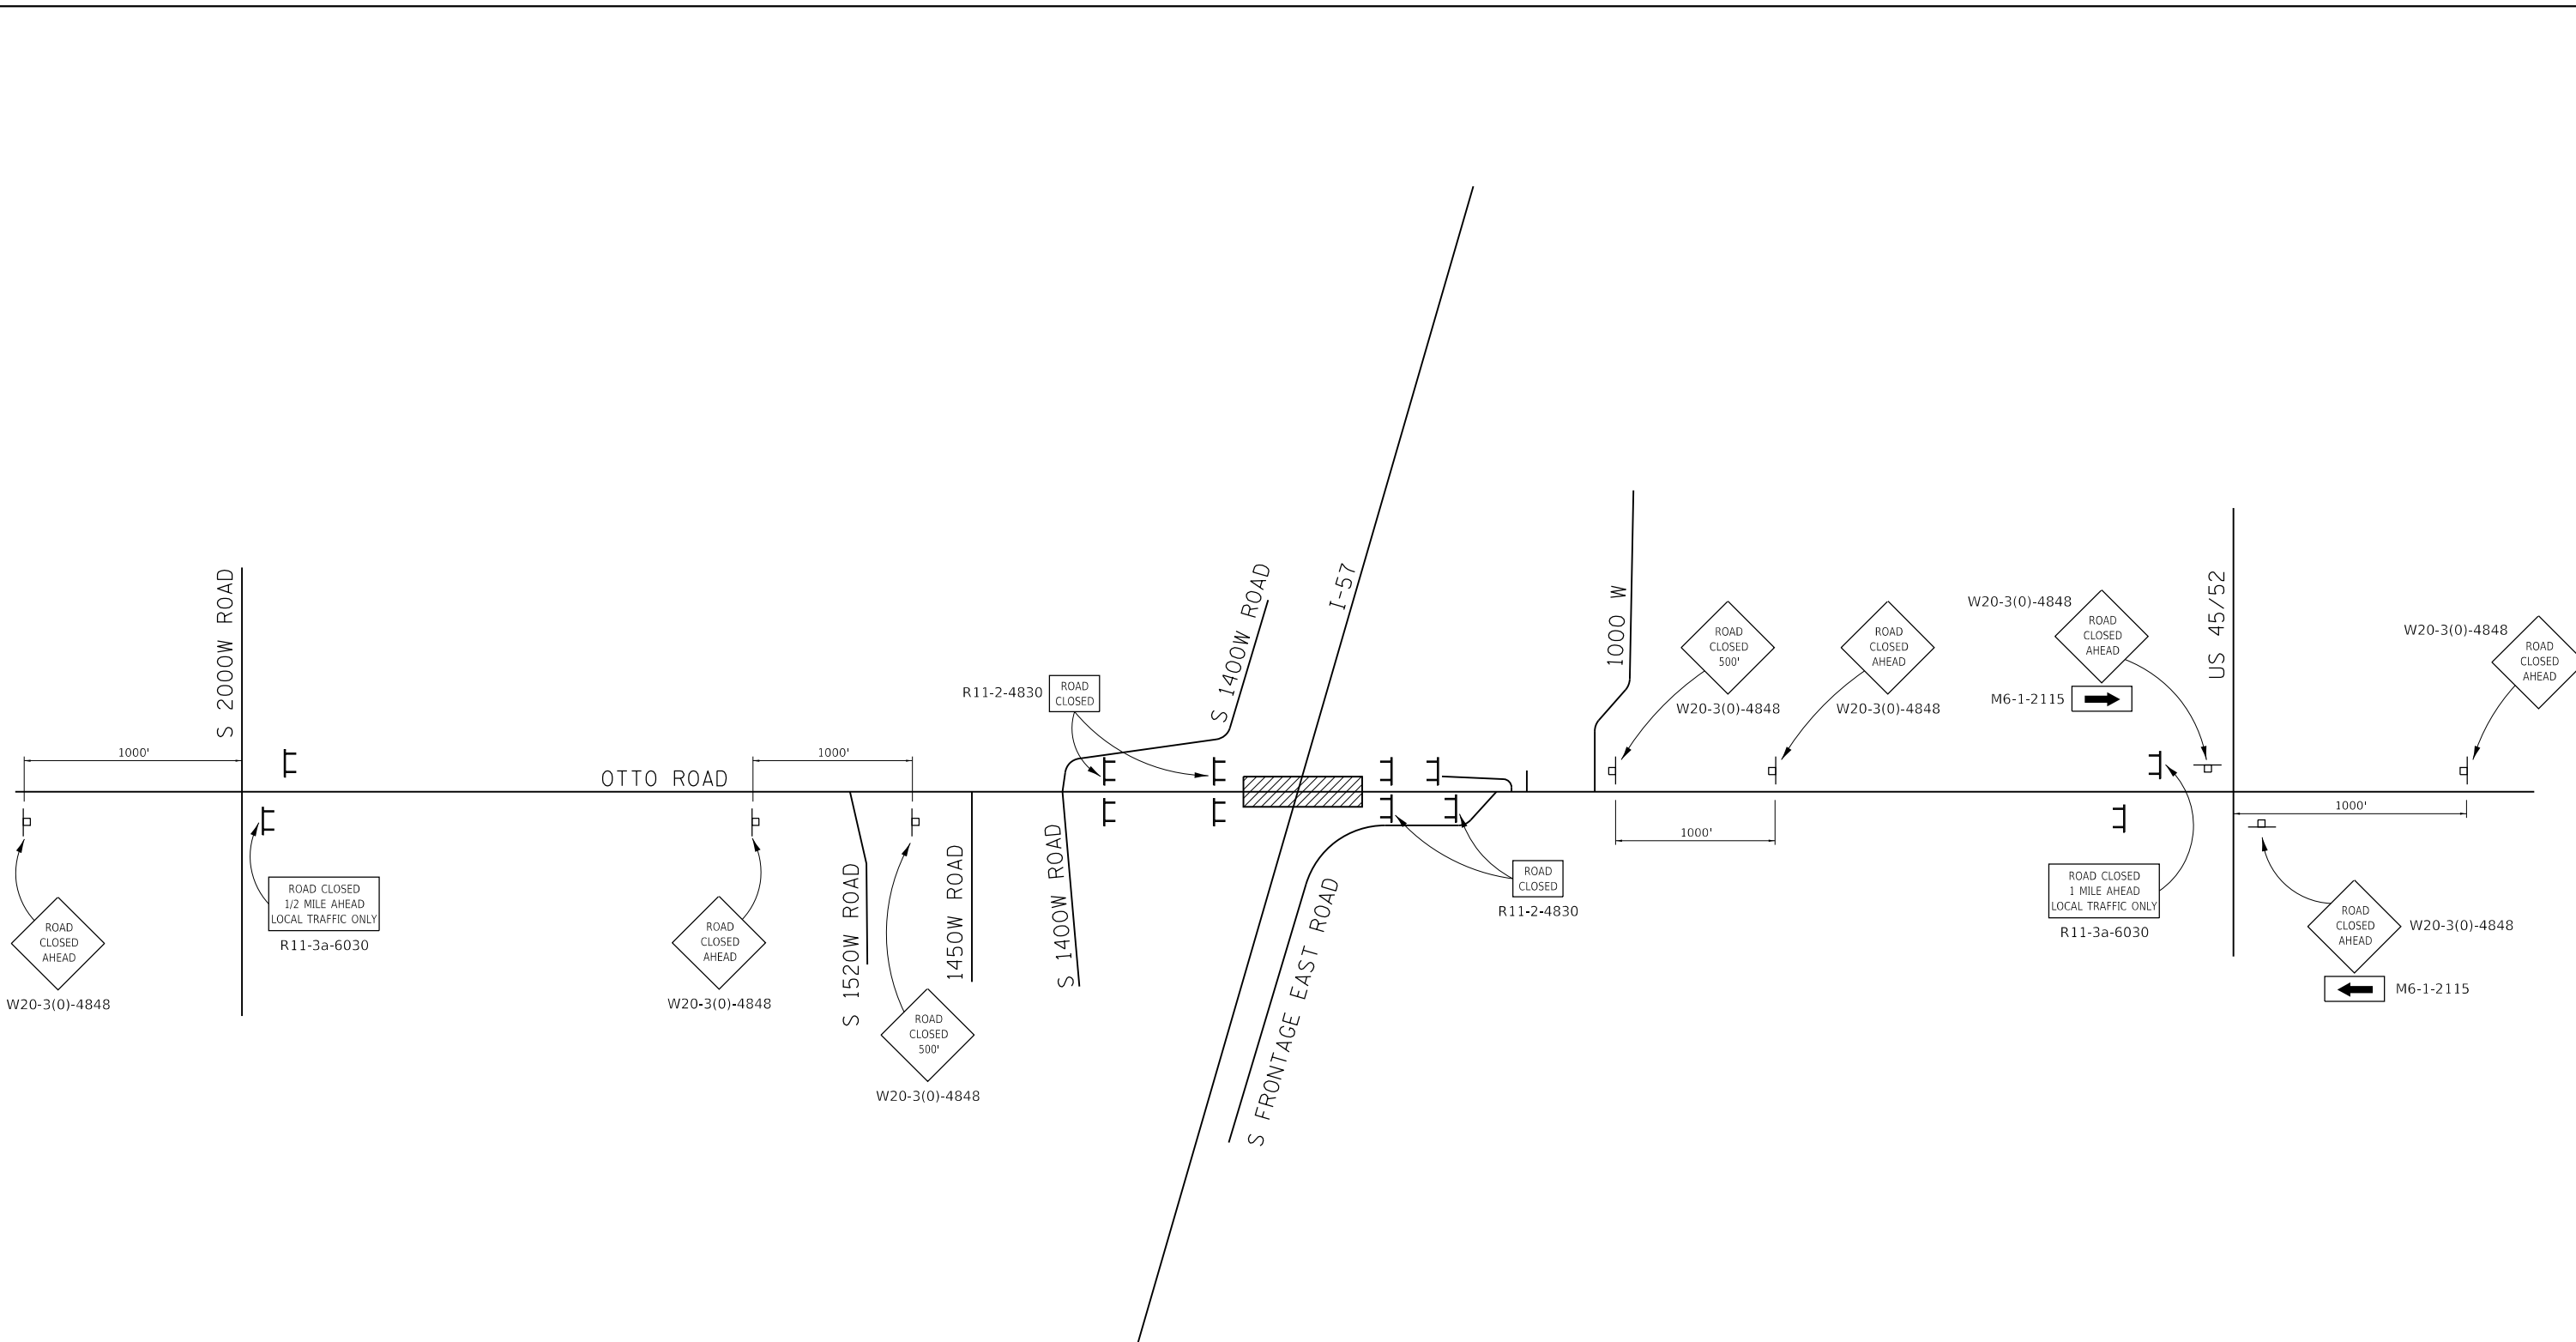 S 2000W ROAD
1000'
ROAD
CLOSED
AHEAD
W20-3(0)-4848
ROAD CLOSED
1/2 MILE AHEAD
LOCAL TRAFFIC ONLY
R11-3a-6030
OTTO ROAD
1000'
ROAD
CLOSED
AHEAD
W20-3(0)-4848
S 1520W ROAD
ROAD
CLOSED
500'
W20-3(0)-4848
1450W ROAD
S 1400W ROAD
R11-2-4830
ROAD
CLOSED
S 1400W ROAD
I-57
S FRONTAGE EAST ROAD
ROAD
CLOSED
R11-2-4830
1000 W
ROAD
CLOSED
500'
W20-3(0)-4848
1000'
ROAD
CLOSED
AHEAD
W20-3(0)-4848
W20-3(0)-4848
ROAD
CLOSED
AHEAD
M6-1-2115
ROAD CLOSED
1 MILE AHEAD
LOCAL TRAFFIC ONLY
R11-3a-6030
US 45/52
1000'
W20-3(0)-4848
ROAD
CLOSED
AHEAD
ROAD
CLOSED
AHEAD
W20-3(0)-4848
M6-1-2115